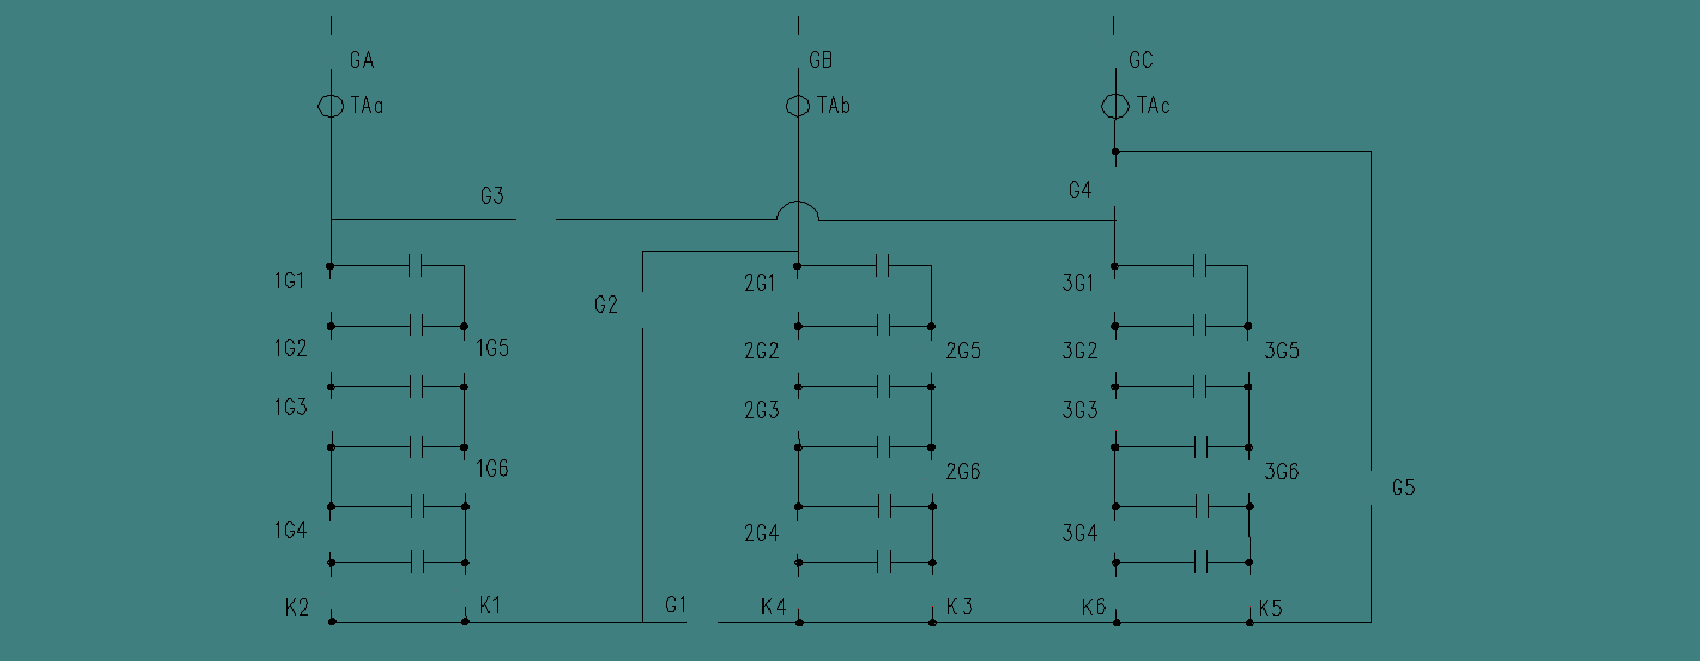 GA GB GC
TAa TAb TAc
G3 G4
1G1 2G1 3G1
G2
1G2 1G5 2G2 2G5 3G2 3G5
1G3 2G3 3G3
1G6 2G6 3G6
G5
1G4 2G4 3G4
K2 K1 G1 K4 K3 K6 K5